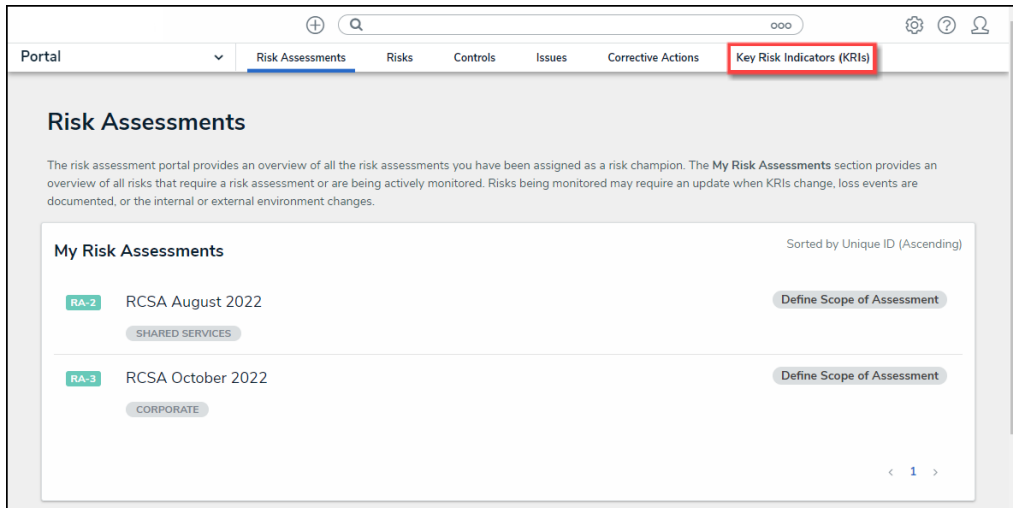 Portal
Risk Assessments Risks Controls Issues Corrective Actions Key Risk Indicators (KRIs)
Risk Assessments
The risk assessment portal provides an overview of all the risk assessments you have been assigned as a risk champion. The My Risk Assessments section provides an
overview of all risks that require a risk assessment or are being actively monitored. Risks being monitored may require an update when KRIs change, loss events are
documented, or the internal or external environment changes.
My Risk Assessments Sorted by Unique ID (Ascending)
RA-2 RCSA August 2022 Define Scope of Assessment
SHARED SERVICES
RA-3 RCSA October 2022 Define Scope of Assessment
CORPORATE
< 1 >